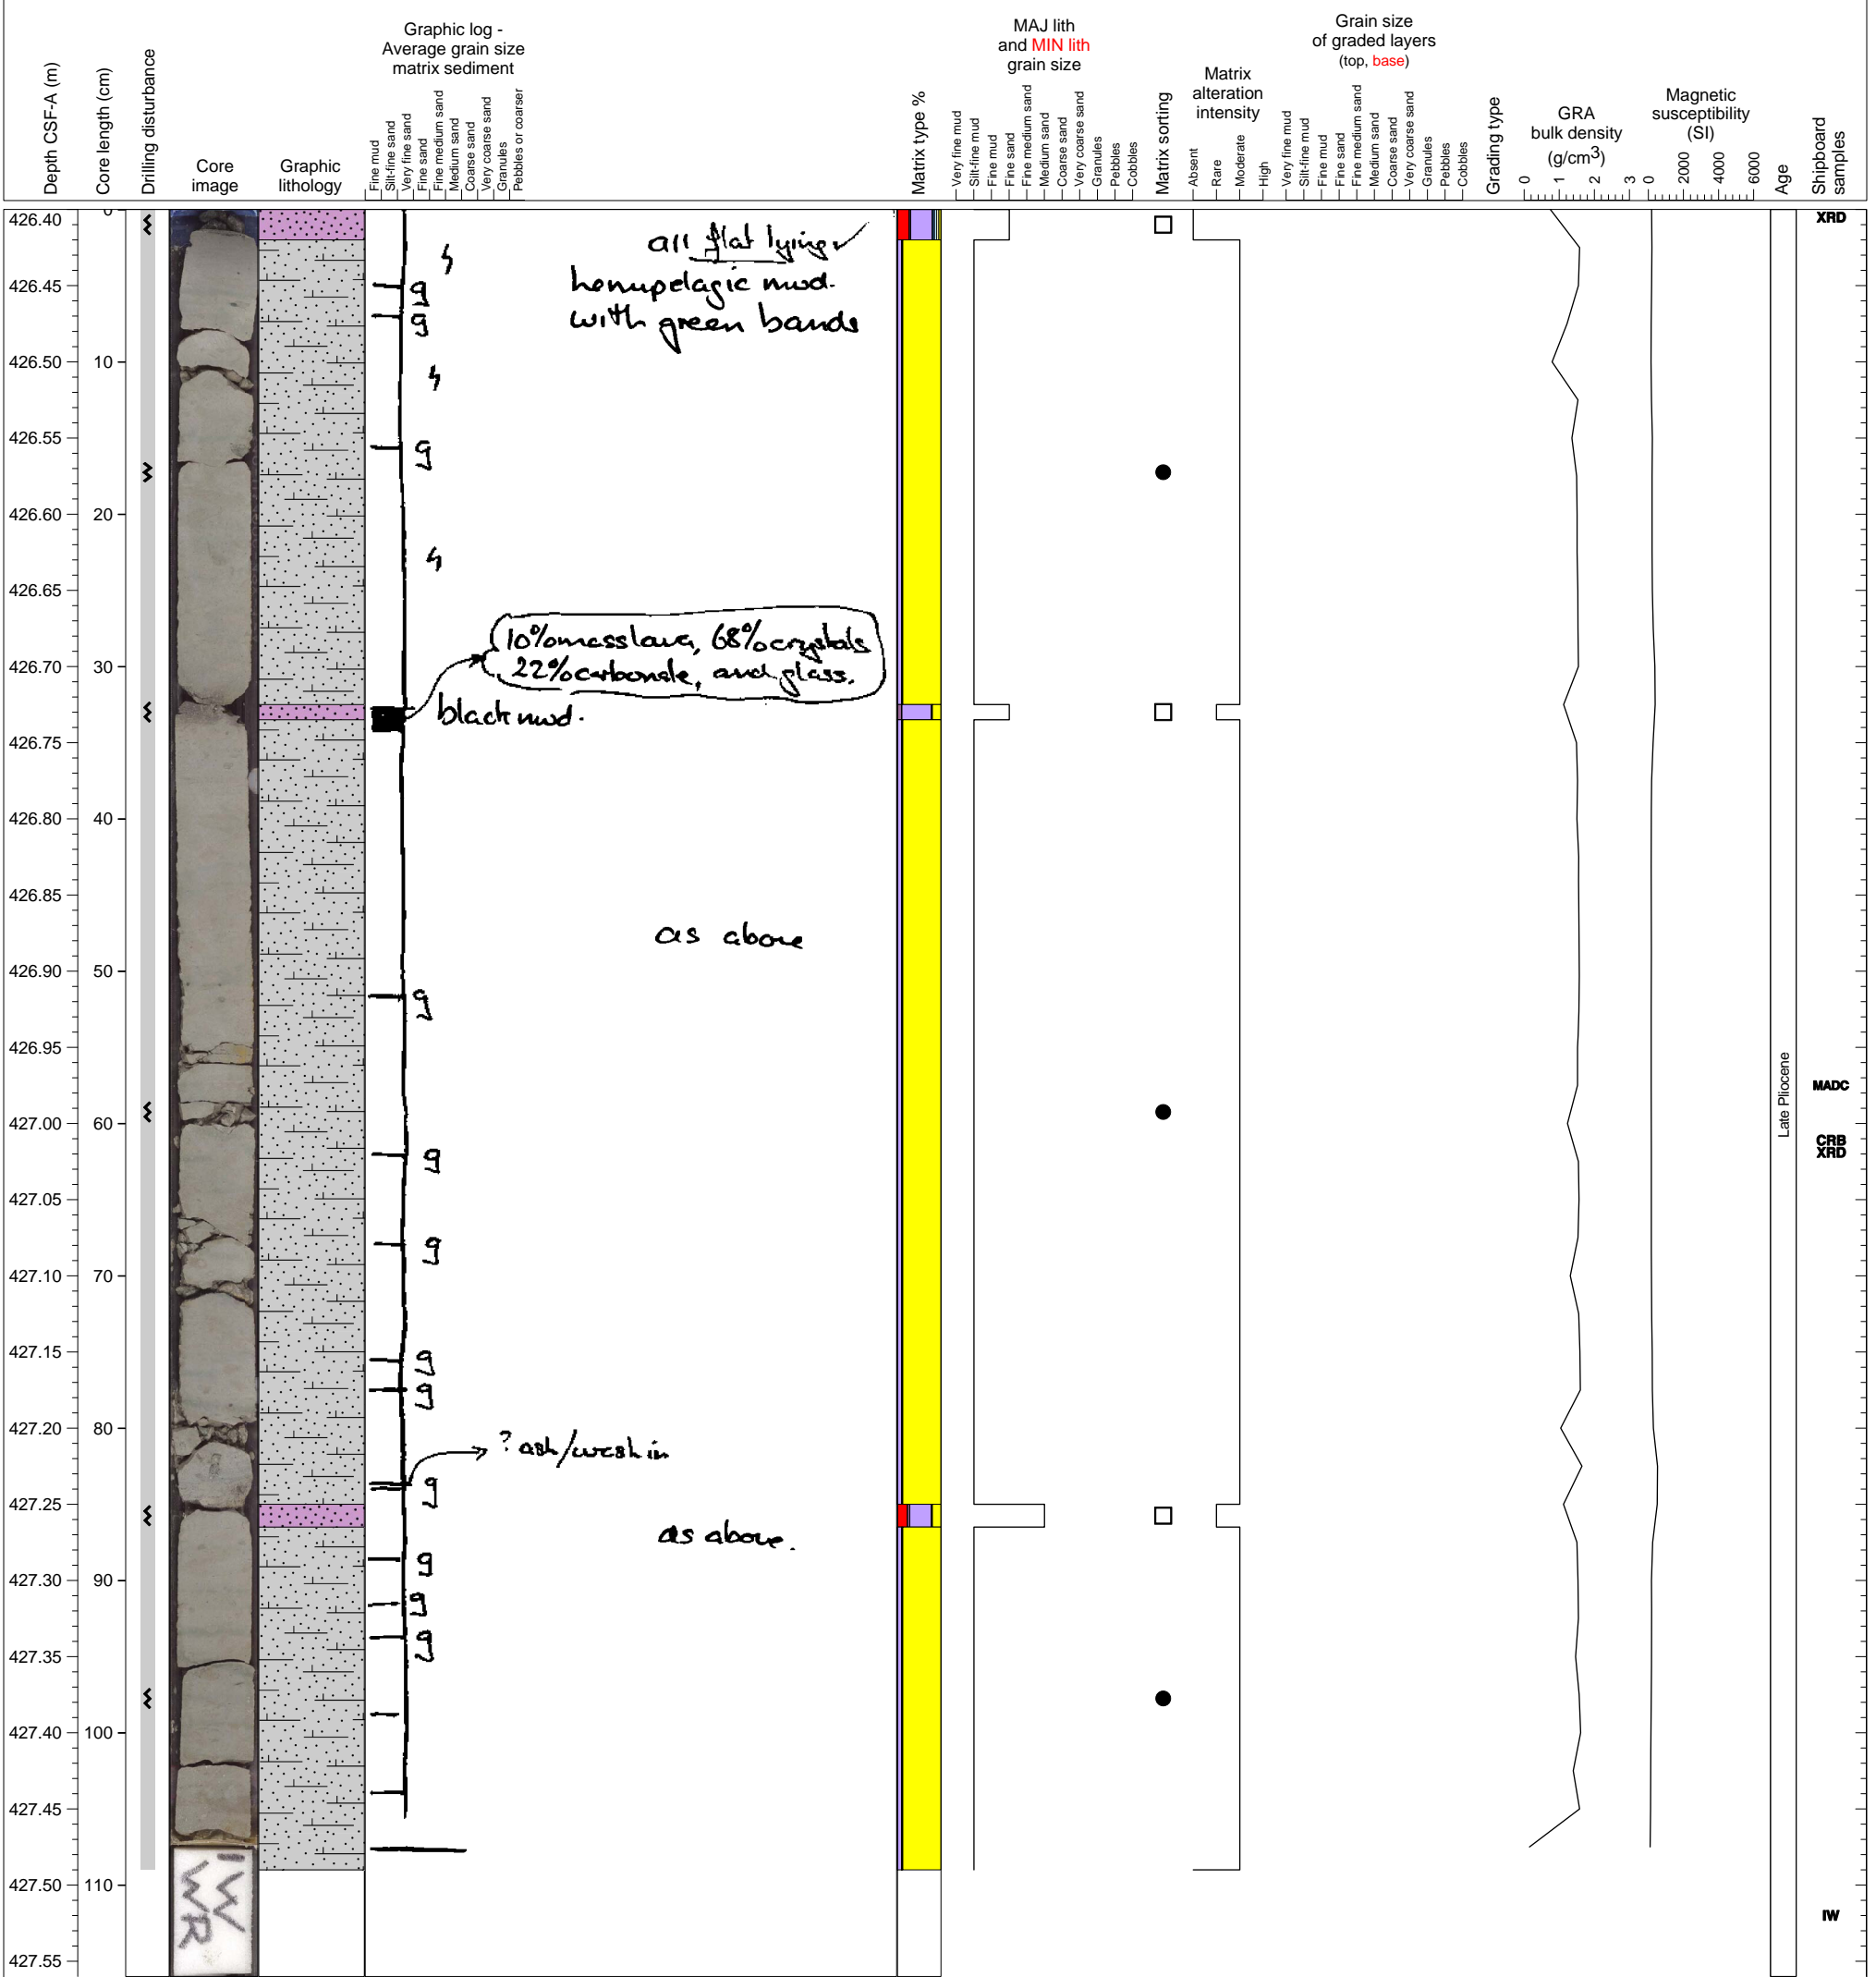 Depth CSF-A (m)
Core length (cm)
Drilling disturbance
Core
image
Graphic
lithology
Graphic log -
Average grain size
matrix sediment
Fine mud
Silt-fine sand
Very fine sand
Fine sand
Fine medium sand
Medium sand
Coarse sand
Very coarse sand
Granules
Pebbles or coarser
Matrix type %
MAJ lith
and MIN lith
grain size
Very fine mud
Silt-fine mud
Fine mud
Fine sand
Fine medium sand
Medium sand
Coarse sand
Very coarse sand
Granules
Pebbles
Cobbles
Matrix sorting
Matrix
alteration
intensity
Absent
Rare
Moderate
High
Grain size
of graded layers
(top, base)
Very fine mud
Silt-fine mud
Fine mud
Fine sand
Fine medium sand
Medium sand
Coarse sand
Very coarse sand
Granules
Pebbles
Cobbles
Grading type
GRA
bulk density
(g/cm3)
0 1 2 3
Magnetic
susceptibility
(SI)
0 2000 4000 6000
Age
Shipboard
samples
426.40 0 XRD
all flat lying
426.45 g
hemipelagic mud.
g with green bands
426.50 10
426.55
g
426.60 20
426.65
10% mass lava, 68% crystals
426.70 30
22% carbonate, and glass.
black mud.
426.75
426.80 40
426.85
as above
426.90 50
g
426.95
Late Pliocene
MADC
427.00 60
CRB
g XRD
427.05
g
427.10 70
427.15
g
g
427.20 80
? ash/wash in
g
427.25
as above.
g
427.30 90
g
g
427.35
427.40 100
427.45
427.50 110
IW
WR
IW
427.55